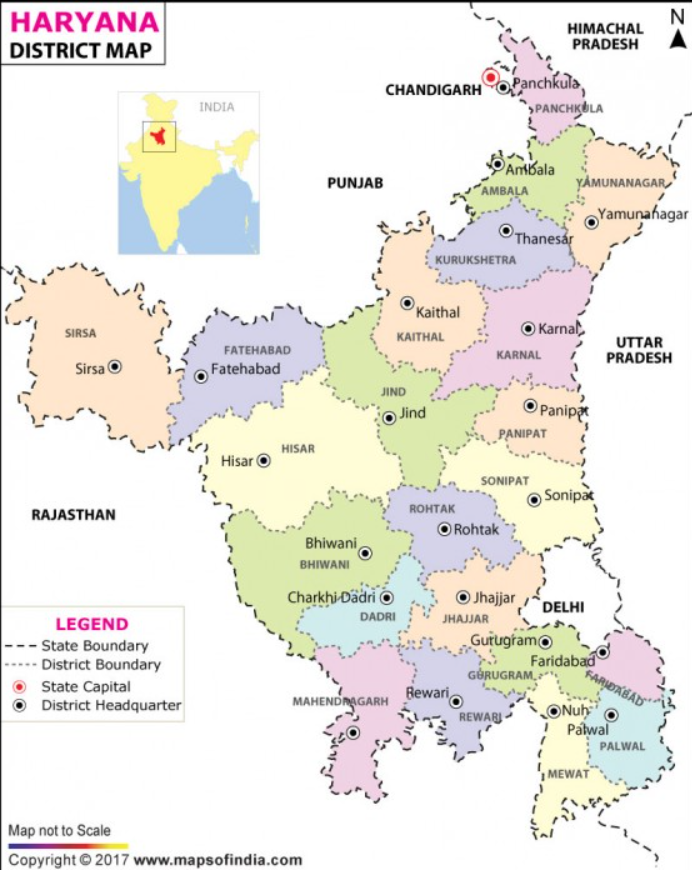 HARYANA
DISTRICT MAP
N
HIMACHAL
PRADESH
CHANDIGARH
Panchkula
PANCHKULA
INDIA
PUNJAB
Ambala
AMBALA
YAMUNANAGAR
Yamunanagar
Thanesar
KURUKSHETRA
Kaithal
KAITHAL
Karnal
KARNAL
UTTAR
PRADESH
SIRSA
Sirsa
FATEHABAD
Fatehabad
JIND
Jind
Panipat
PANIPAT
HISAR
Hisar
SONIPAT
Sonipat
RAJASTHAN
ROHTAK
Rohtak
Bhiwani
BHIWANI
Charkhi Dadri
DADRI
Jhajjar
JHAJJAR
DELHI
Gurugram
GURUGRAM
Faridabad
FARIDABAD
MAHENDRAGARH
Rewari
REWARI
Nuh
Palwal
PALWAL
MEWAT
LEGEND
State Boundary
District Boundary
State Capital
District Headquarter
Map not to Scale
Copyright © 2017 www.mapsofindia.com